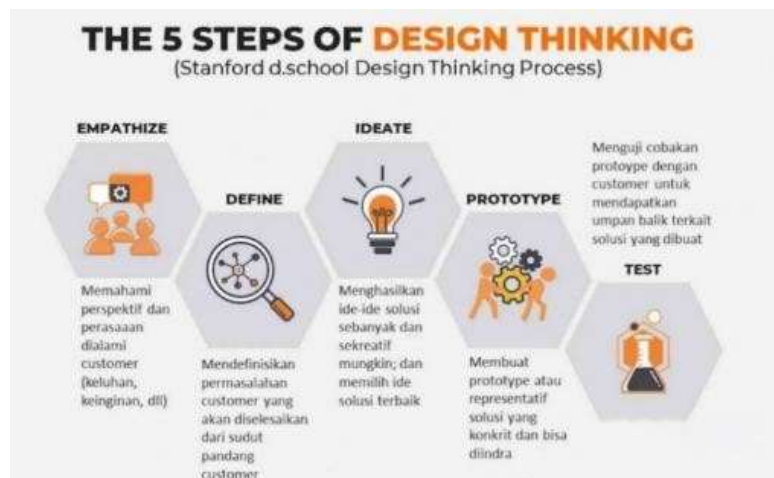 THE 5 STEPS OF DESIGN THINKING
(Stanford d.school Design Thinking Process)
EMPATHIZE
Memahami
perspektif dan
perasaaan
dialami
customer
(keluhan,
keinginan, dll)
DEFINE
Mendefinisikan
permasalahan
customer yang
akan diselesaikan
dari sudut
pandang
customer
IDEATE
Menghasilkan
ide-ide solusi
sebanyak dan
sekreatif
mungkin; dan
memilih ide
solusi terbaik
PROTOTYPE
Membuat
prototype atau
representatif
solusi yang
konkrit dan bisa
diindra
Menguji cobakan
protoype dengan
customer untuk
mendapatkan
umpan balik terkait
solusi yang dibuat
TEST